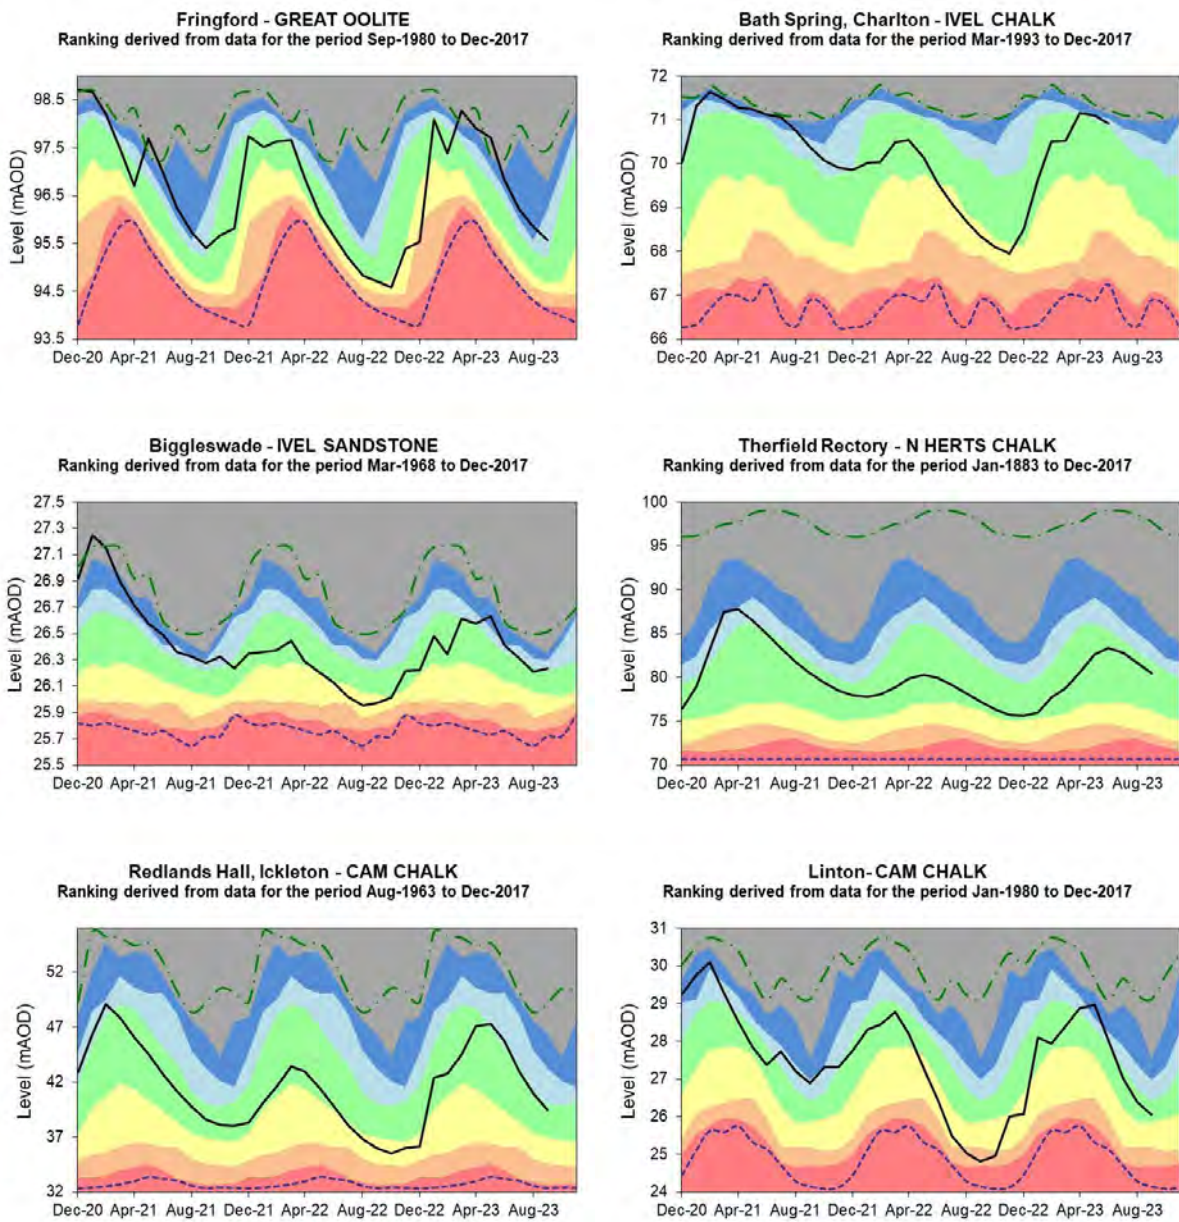 Fringford - GREAT OOLITE
Ranking derived from data for the period Sep-1980 to Dec-2017
Level (mAOD)
98.5
97.5
96.5
95.5
94.5
93.5
Dec-20 Apr-21 Aug-21 Dec-21 Apr-22 Aug-22 Dec-22 Apr-23 Aug-23
Bath Spring, Charlton - IVEL CHALK
Ranking derived from data for the period Mar-1993 to Dec-2017
Level (mAOD)
72
71
70
69
68
67
66
Dec-20 Apr-21 Aug-21 Dec-21 Apr-22 Aug-22 Dec-22 Apr-23 Aug-23
Biggleswade - IVEL SANDSTONE
Ranking derived from data for the period Mar-1968 to Dec-2017
Level (mAOD)
27.5
27.3
27.1
26.9
26.7
26.5
26.3
26.1
25.9
25.7
25.5
Dec-20 Apr-21 Aug-21 Dec-21 Apr-22 Aug-22 Dec-22 Apr-23 Aug-23
Therfield Rectory - N HERTS CHALK
Ranking derived from data for the period Jan-1883 to Dec-2017
Level (mAOD)
100
95
90
85
80
75
70
Dec-20 Apr-21 Aug-21 Dec-21 Apr-22 Aug-22 Dec-22 Apr-23 Aug-23
Redlands Hall, Ickleton - CAM CHALK
Ranking derived from data for the period Aug-1963 to Dec-2017
Level (mAOD)
52
47
42
37
32
Dec-20 Apr-21 Aug-21 Dec-21 Apr-22 Aug-22 Dec-22 Apr-23 Aug-23
Linton- CAM CHALK
Ranking derived from data for the period Jan-1980 to Dec-2017
Level (mAOD)
31
30
29
28
27
26
25
24
Dec-20 Apr-21 Aug-21 Dec-21 Apr-22 Aug-22 Dec-22 Apr-23 Aug-23